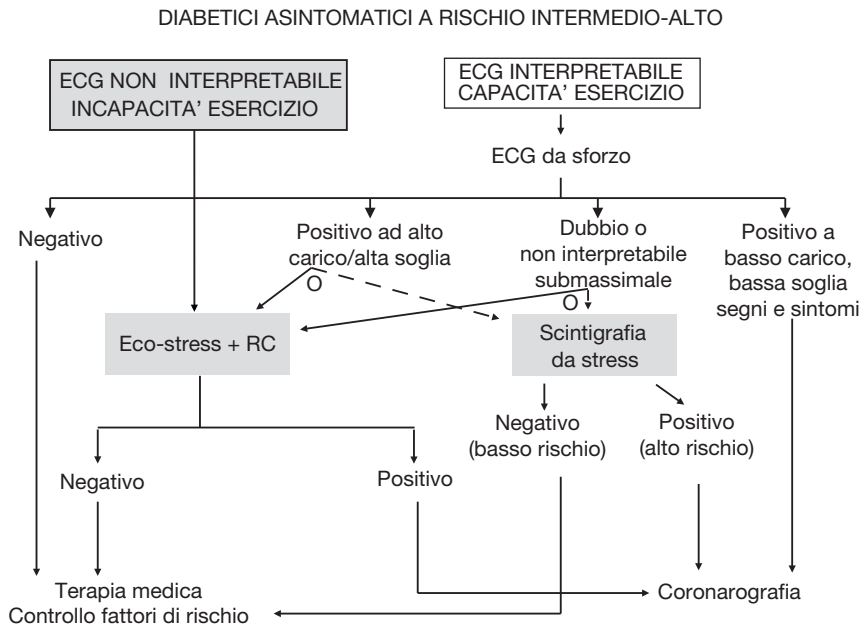 DIABETICI ASINTOMATICI A RISCHIO INTERMEDIO-ALTO
ECG NON INTERPRETABILE
INCAPACITA' ESERCIZIO
ECG INTERPRETABILE
CAPACITA' ESERCIZIO
ECG da sforzo
Negativo
Positivo ad alto
carico/alta soglia
Dubbio o
non interpretabile
submassimale
Positivo a
basso carico,
bassa soglia
segni e sintomi
O
O
Eco-stress + RC
Scintigrafia
da stress
Negativo
(basso rischio)
Positivo
(alto rischio)
Negativo
Positivo
Terapia medica
Controllo fattori di rischio
Coronarografia